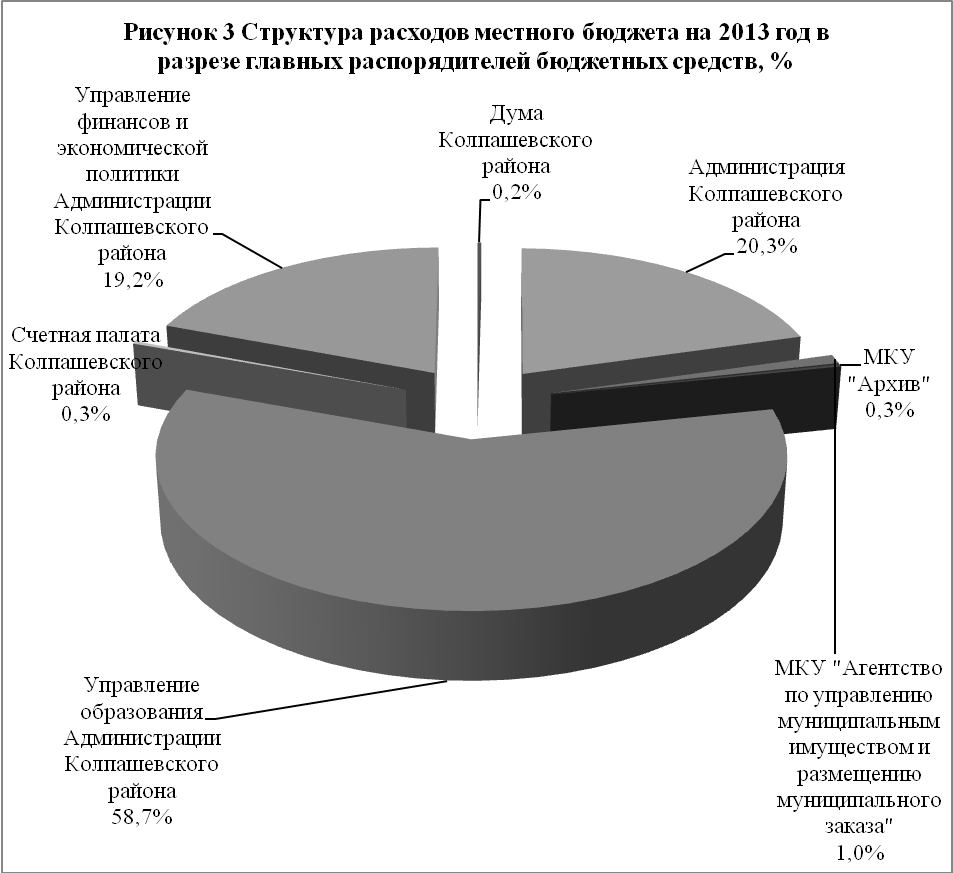 Рисунок 3 Структура расходов местного бюджета на 2013 год в
разрезе главных распорядителей бюджетных средств, %
Управление
финансов и
экономической
политики
Администрации
Колпашевского
района
19,2%
Дума
Колпашевского
района
0,2%
Администрация
Колпашевского
района
20,3%
Счетная палата
Колпашевского
района
0,3%
МКУ
"Архив"
0,3%
Управление
образования
Администрации
Колпашевского
района
58,7%
МКУ "Агентство
по управлению
муниципальным
имуществом и
размещению
муниципального
заказа"
1,0%